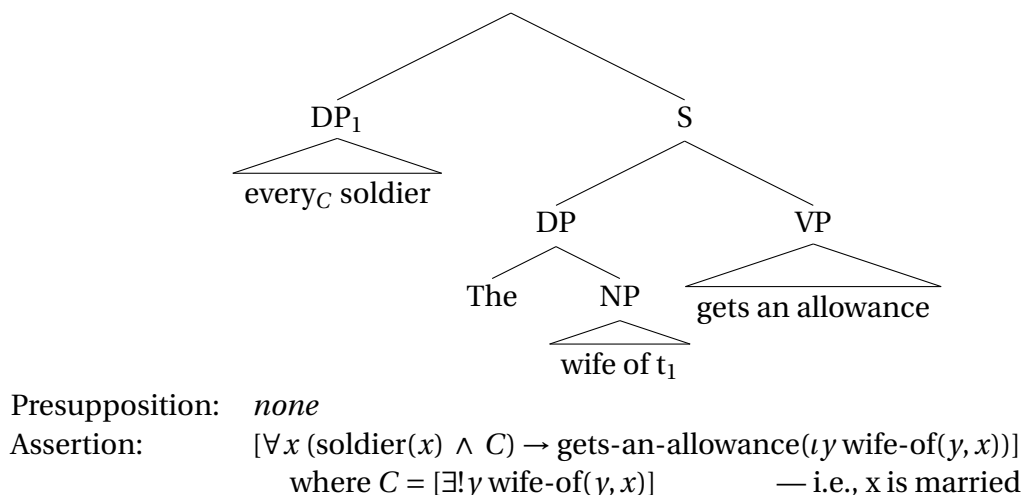 DP₁ S
every_C soldier
DP VP
The NP gets an allowance
wife of t₁
Presupposition: none
Assertion: [∀x (soldier(x) ∧ C) → gets-an-allowance(ιy wife-of(y, x))]
where C = [∃!y wife-of(y, x)] — i.e., x is married